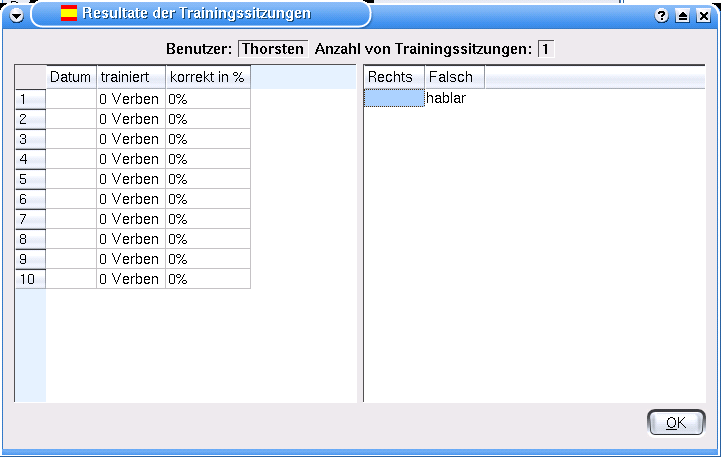 Resultate der Trainingssitzungen
Benutzer: Thorsten Anzahl von Trainingssitzungen: 1
Datum trainiert korrekt in %
1 0 Verben 0%
2 0 Verben 0%
3 0 Verben 0%
4 0 Verben 0%
5 0 Verben 0%
6 0 Verben 0%
7 0 Verben 0%
8 0 Verben 0%
9 0 Verben 0%
10 0 Verben 0%
Rechts Falsch
hablar
OK